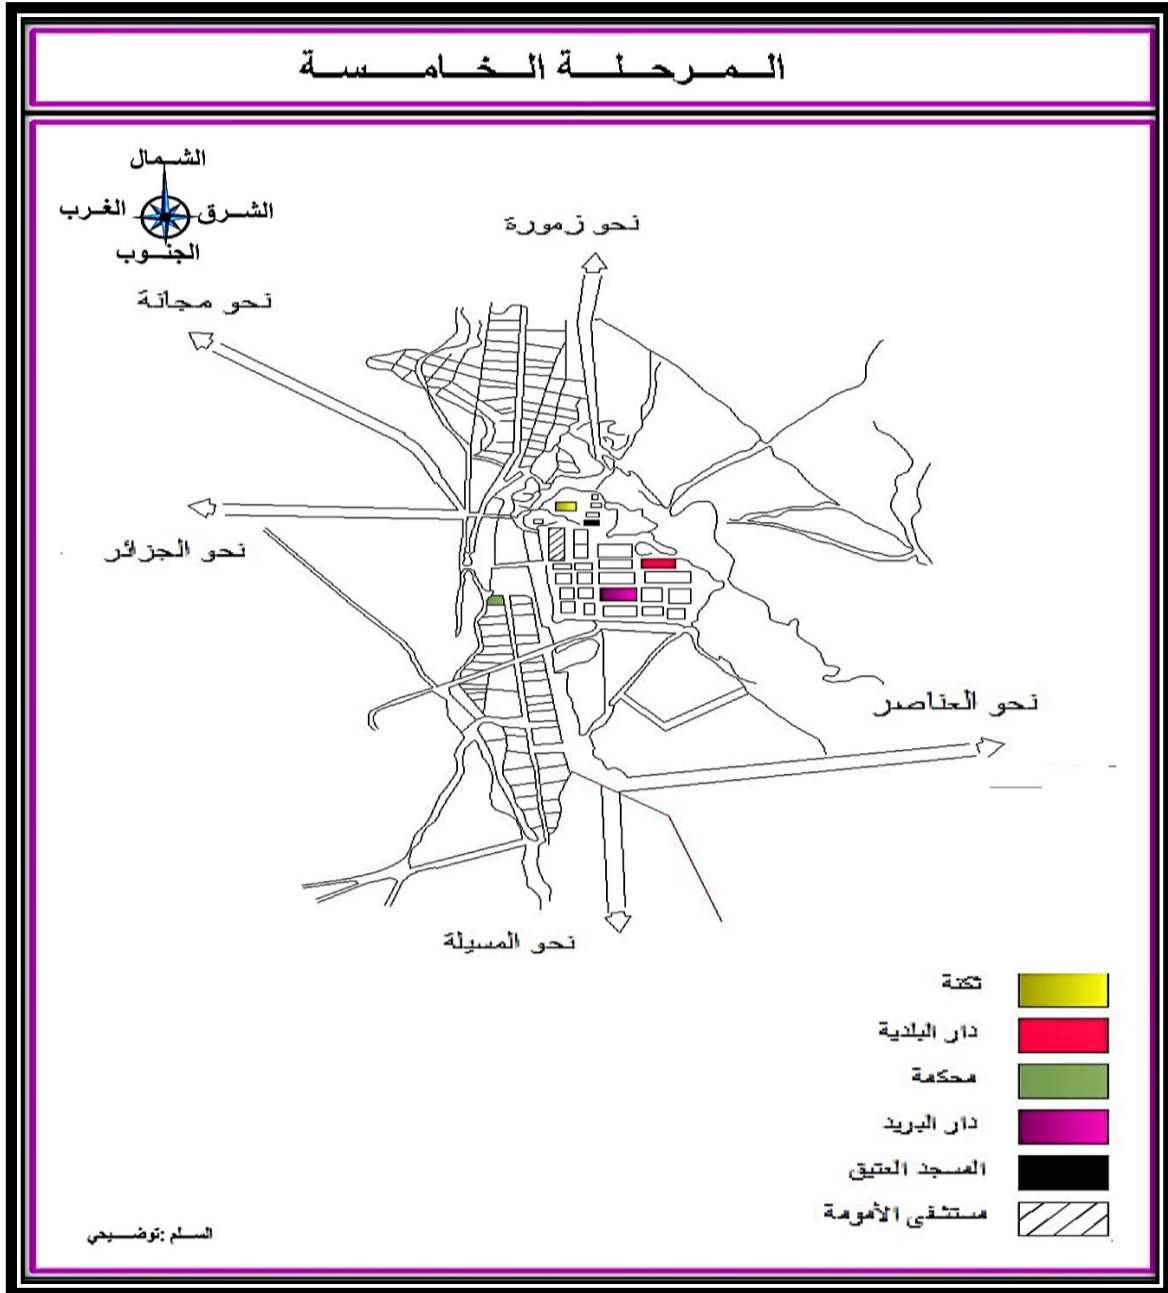 المرحلة الخامسة
الشمال
الشرق
الغرب
الجنوب
نحو زمورة
نحو مجانة
نحو الجزائر
نحو العناصر
نحو المسيلة
ثكنة
دار البلدية
محكمة
دار البريد
المسجد العتيق
مستشفى الأمومة
السلم :توضيحي